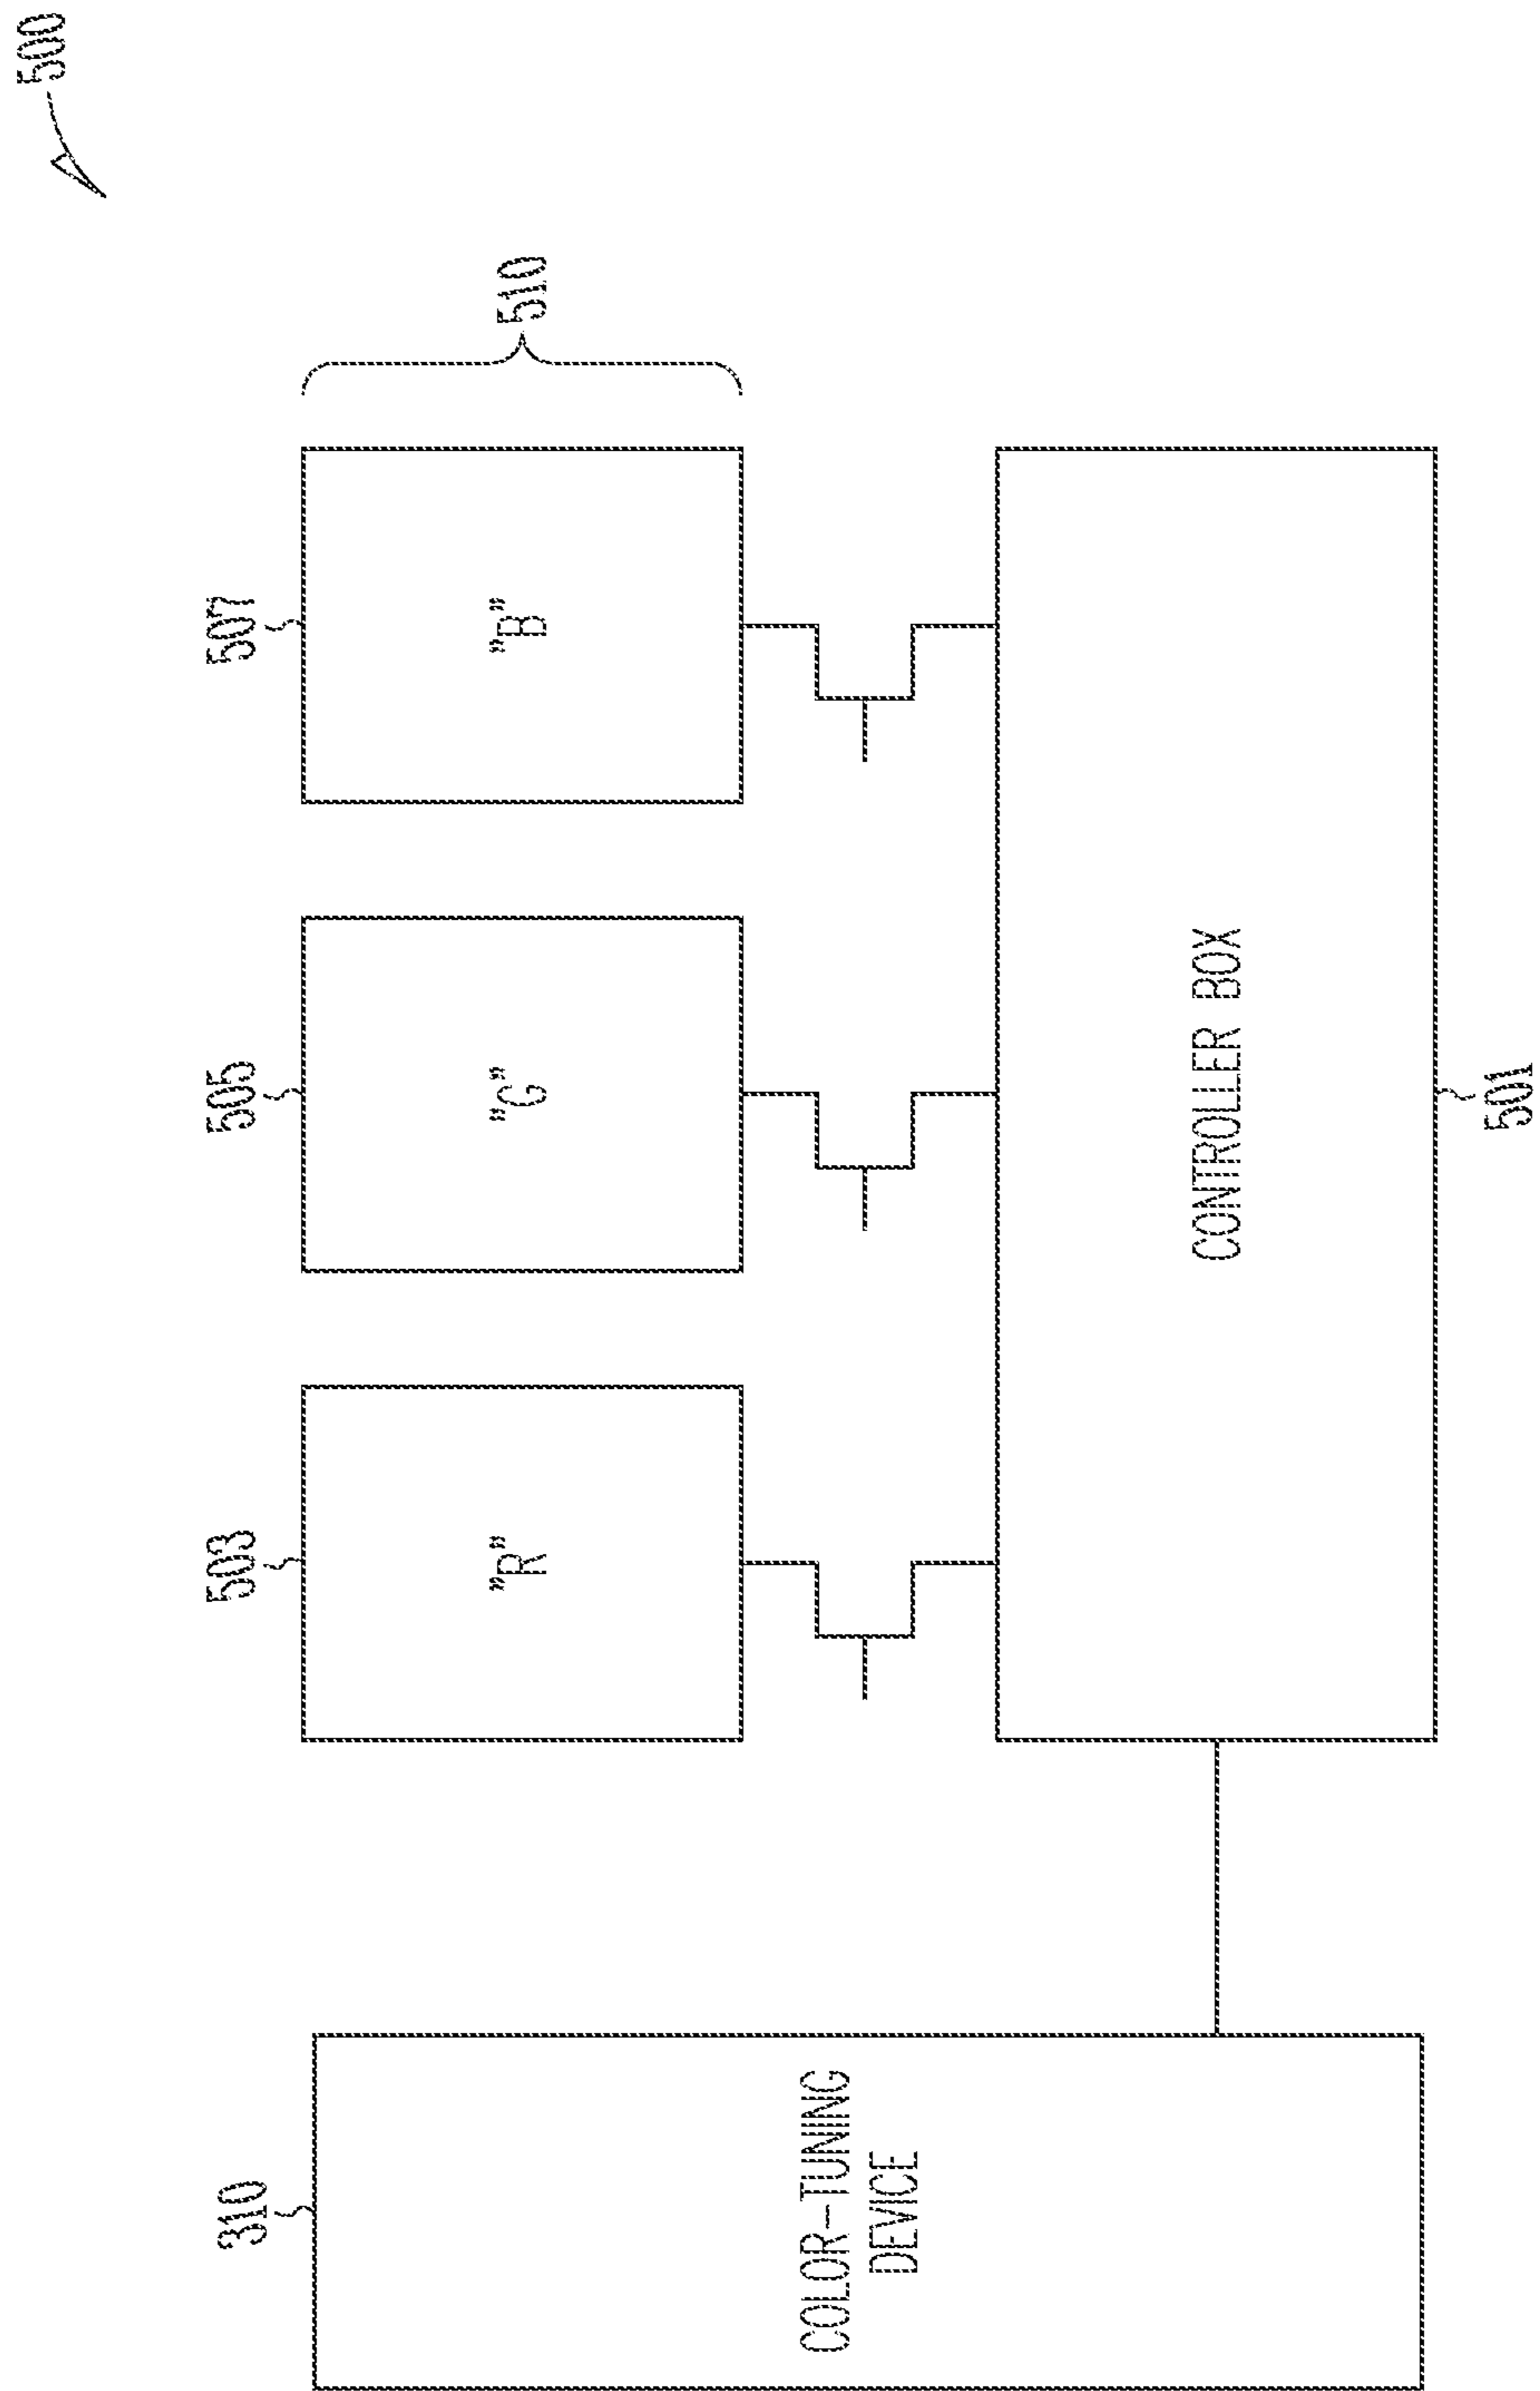 500
503
505
507
310
”R”
”G”
”B”
510
COLOR-TUNING
DEVICE
CONTROLLER BOX
501